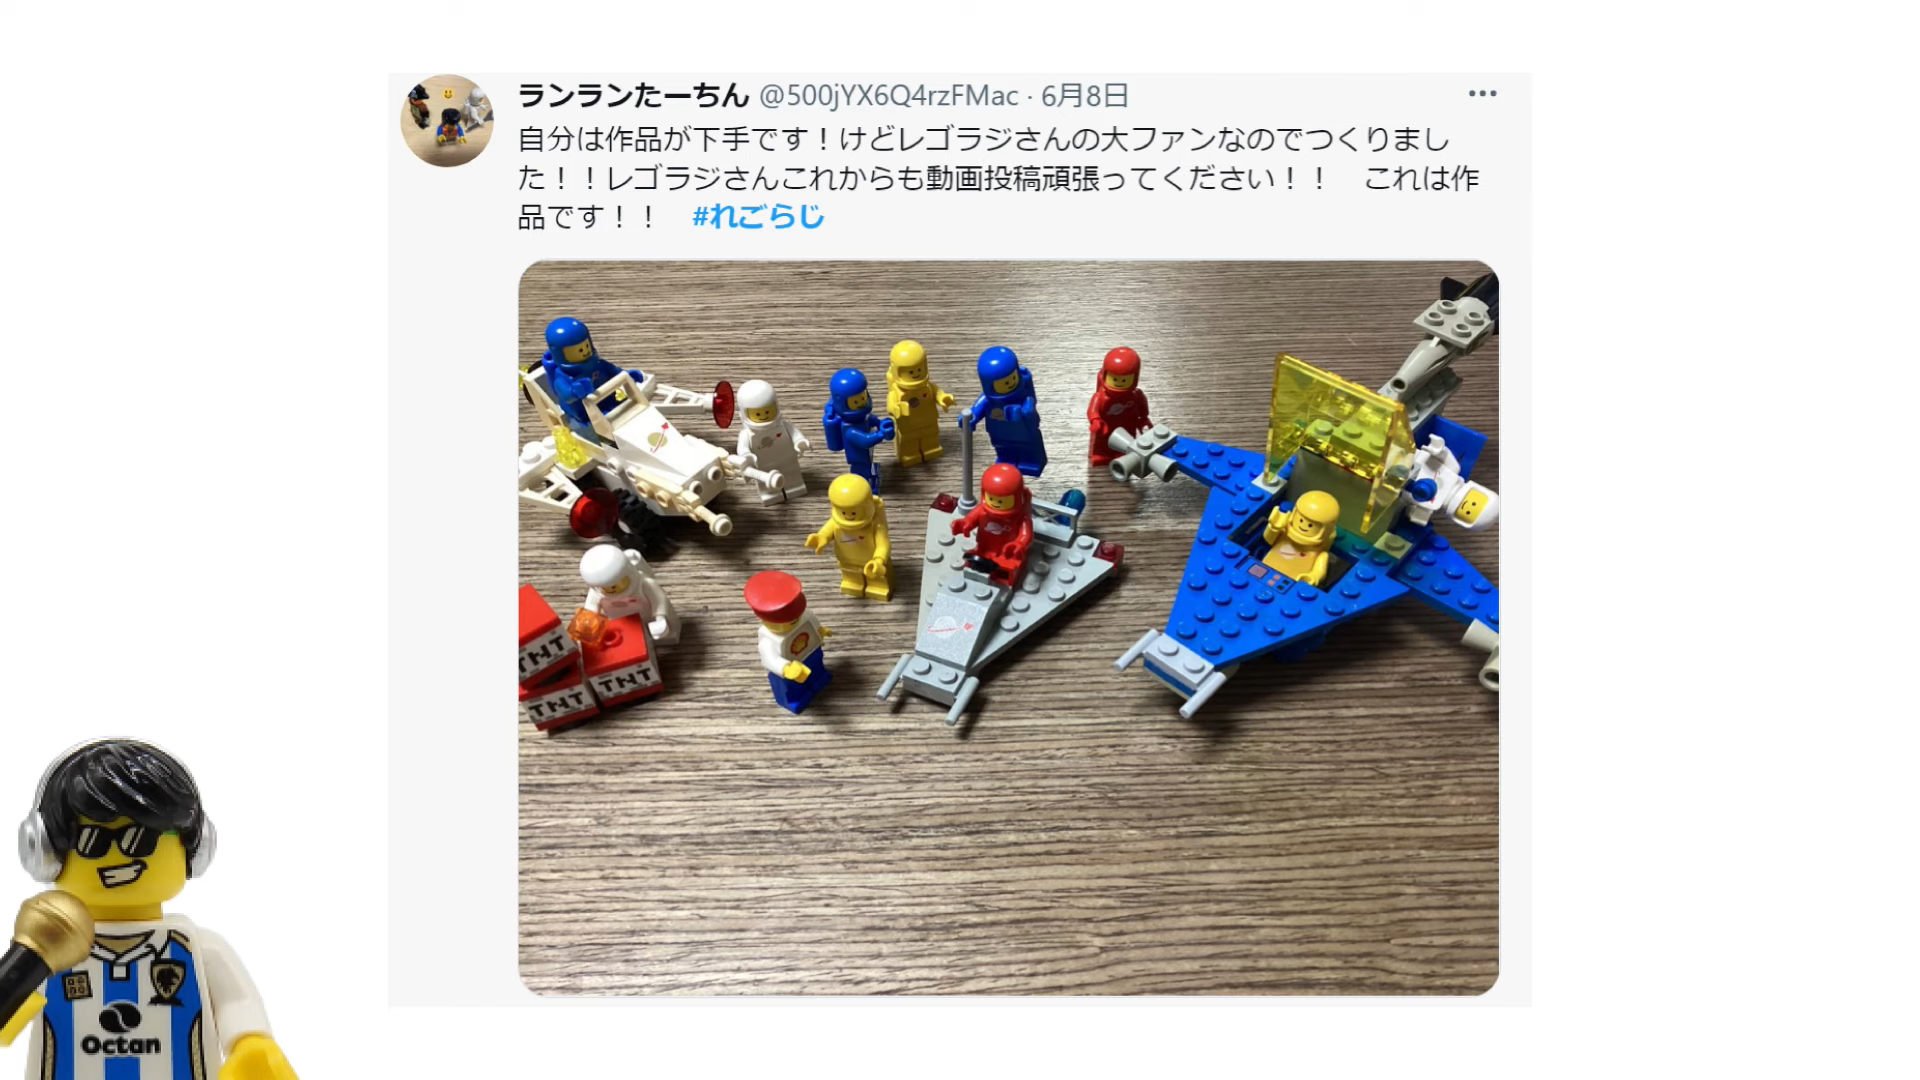 ランランたーちん @500jYX6Q4rzFMac · 6月8日
自分は作品が下手です！けどレゴラジさんの大ファンなのでつくりまし
た！！レゴラジさんこれからも動画投稿頑張ってください！！　これは作
品です！！　#れごらじ
TNT
TNT
TNT
Octan